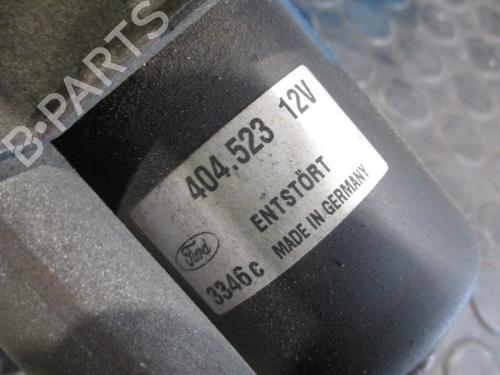 B-PARTS
404.523 12V
ENTSTÖRT
MADE IN GERMANY
Ford
3346 c